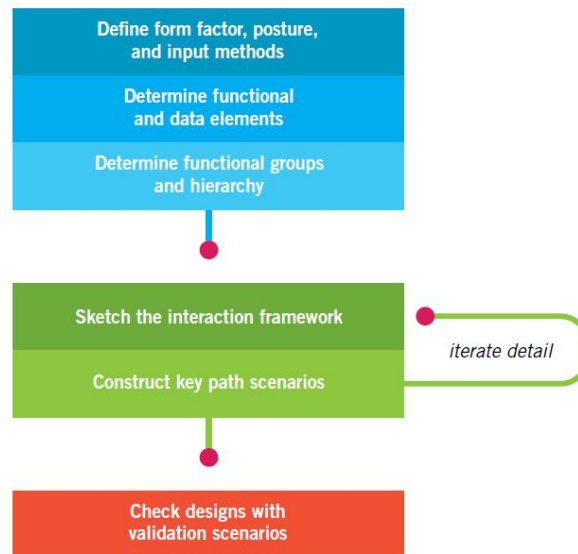 Define form factor, posture,
and input methods
Determine functional
and data elements
Determine functional groups
and hierarchy
Sketch the interaction framework
iterate detail
Construct key path scenarios
Check designs with
validation scenarios